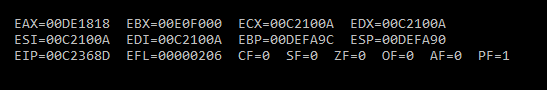 EAX=00DE1818 EBX=00E0F000 ECX=00C2100A EDX=00C2100A
ESI=00C2100A EDI=00C2100A EBP=00DEFA9C ESP=00DEFA90
EIP=00C2368D EFL=00000206 CF=0 SF=0 ZF=0 OF=0 AF=0 PF=1